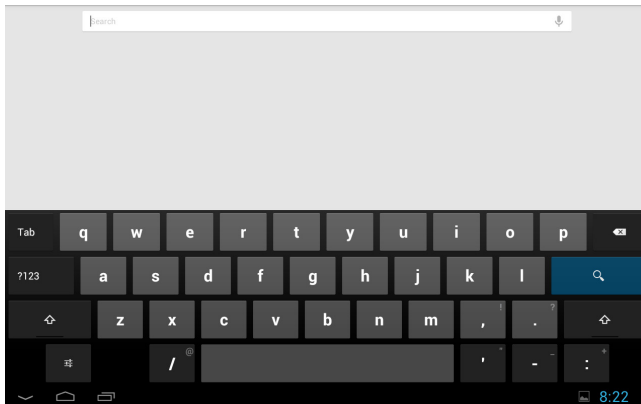 Search
Tab q w e r t y u i o p
?123 a s d f g h j k l
z x c v b n m , ! . ?
/ @ ' " - _ : +
8:22